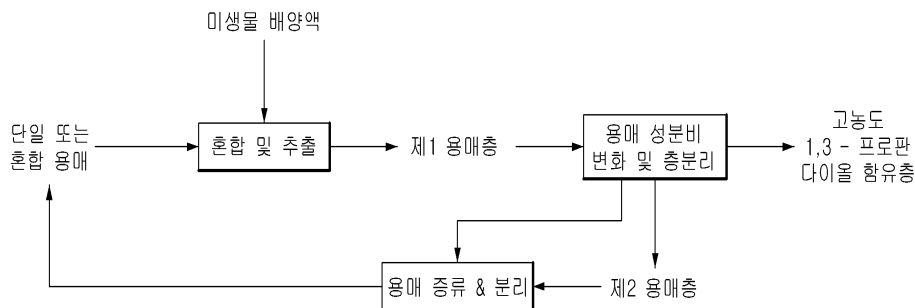 미생물 배양액
단일 또는
혼합 용매
혼합 및 추출
제1 용매층
용매 성분비
변화 및 층분리
고농도
1,3 - 프로판
다이올 함유층
용매 증류 & 분리
제2 용매층